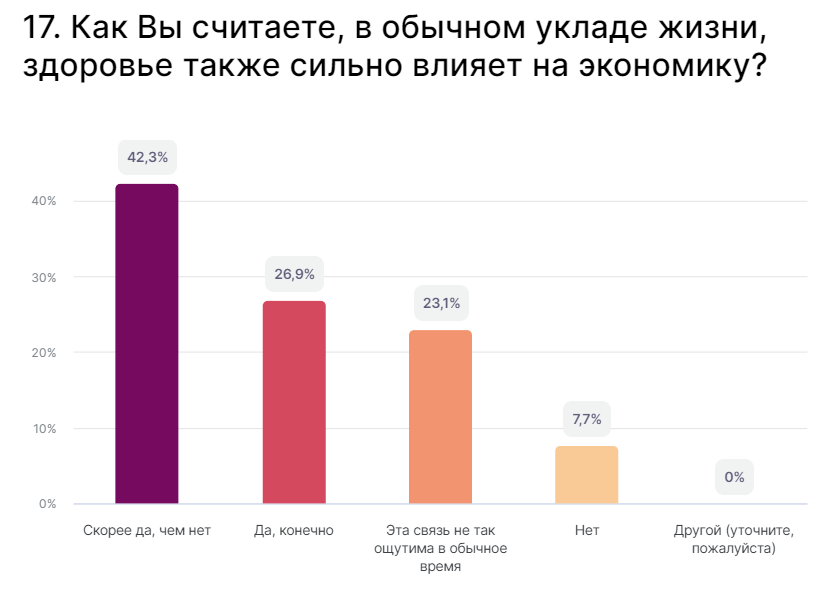 17. Как Вы считаете, в обычном укладе жизни,
здоровье также сильно влияет на экономику?
42,3%
40%
26,9%
30%
23,1%
20%
10%
7,7%
0%
0%
Скорее да, чем нет
Да, конечно
Эта связь не так
ощутима в обычное
время
Нет
Другой (уточните,
пожалуйста)